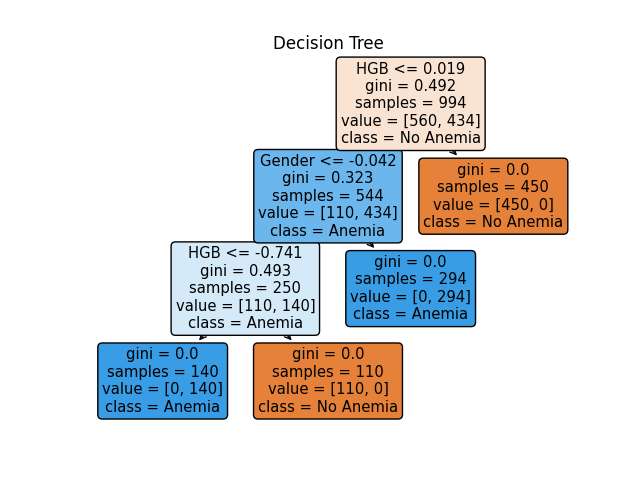 Decision Tree
HGB <= 0.019
gini = 0.492
samples = 994
value = [560, 434]
class = No Anemia
Gender <= -0.042
gini = 0.323
samples = 544
value = [110, 434]
class = Anemia
gini = 0.0
samples = 450
value = [450, 0]
class = No Anemia
HGB <= -0.741
gini = 0.493
samples = 250
value = [110, 140]
class = Anemia
gini = 0.0
samples = 294
value = [0, 294]
class = Anemia
gini = 0.0
samples = 140
value = [0, 140]
class = Anemia
gini = 0.0
samples = 110
value = [110, 0]
class = No Anemia